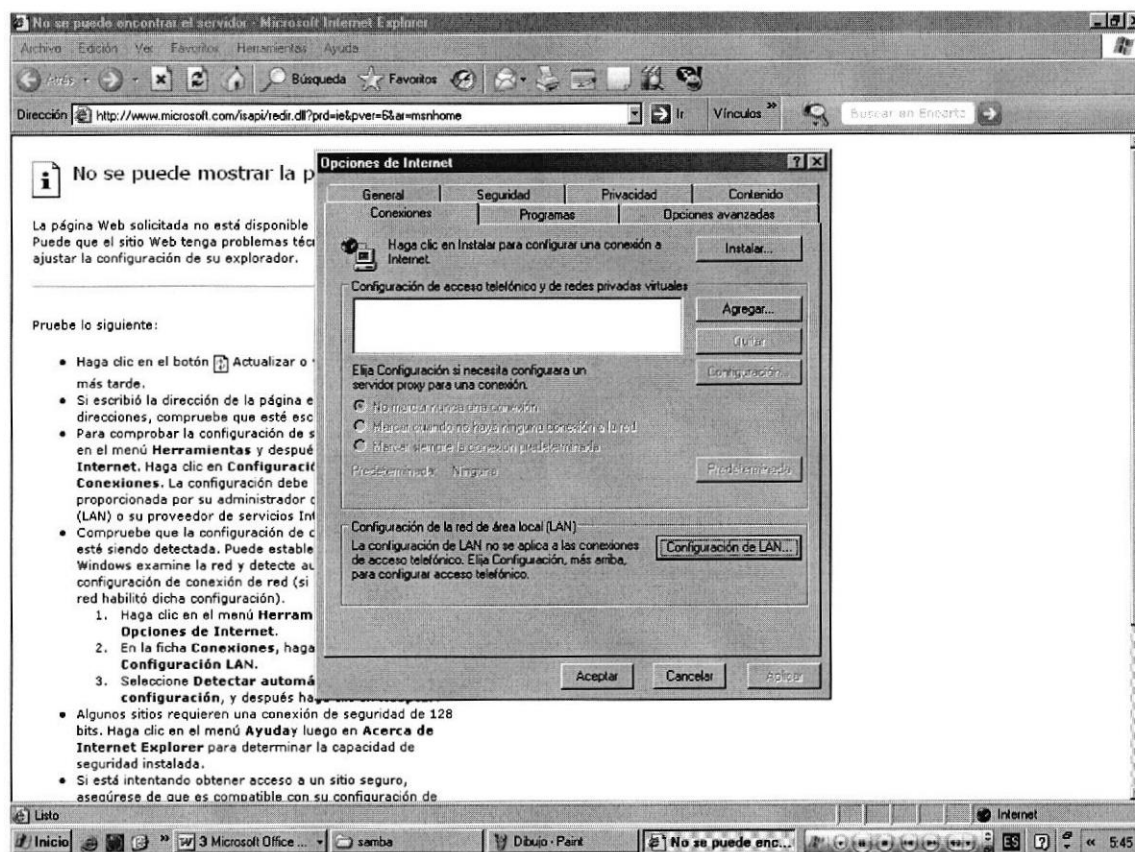 No se puede encontrar el servidor - Microsoft Internet Explorer
Archivo Edición Ver Favoritos Herramientas Ayuda
Atrás Búsqueda Favoritos
Dirección http://www.microsoft.com/isapi/redir.dll?prd=ie&pver=6&ar=msnhome Ir Vínculos » Buscar en Encarta
No se puede mostrar la p
La página Web solicitada no está disponible
Puede que el sitio Web tenga problemas téc
ajustar la configuración de su explorador.
Pruebe lo siguiente:
Haga clic en el botón Actualizar o
más tarde.
Si escribió la dirección de la página e
direcciones, compruebe que esté esc
Para comprobar la configuración de s
en el menú Herramientas y despué
Internet. Haga clic en Configuració
Conexiones. La configuración debe
proporcionada por su administrador d
(LAN) o su proveedor de servicios Int
Compruebe que la configuración de c
esté siendo detectada. Puede estable
Windows examine la red y detecte au
configuración de conexión de red (si
red habilitó dicha configuración).
1. Haga clic en el menú Herram
Opciones de Internet.
2. En la ficha Conexiones, haga
Configuración LAN.
3. Seleccione Detectar automá
configuración, y después ha
Algunos sitios requieren una conexión de seguridad de 128
bits. Haga clic en el menú Ayuday luego en Acerca de
Internet Explorer para determinar la capacidad de
seguridad instalada.
Si está intentando obtener acceso a un sitio seguro,
asegúrese de que es compatible con su configuración de
Opciones de Internet
General Seguridad Privacidad Contenido
Conexiones Programas Opciones avanzadas
Haga clic en Instalar para configurar una conexión a
Internet.
Instalar...
Configuración de acceso telefónico y de redes privadas virtuales
Agregar...
Quitar...
Configuración...
Elija Configuración si necesita configurara un
servidor proxy para una conexión.
No marcar nunca una conexión
Marcar cuando no haya ninguna conexión a la red
Marcar siempre la conexión predeterminada
Predeterminada: Ninguna Predeterminada
Configuración de la red de área local (LAN)
La configuración de LAN no se aplica a las conexiones
de acceso telefónico. Elija Configuración, más arriba,
para configurar acceso telefónico.
Configuración de LAN...
Aceptar Cancelar Aplicar
Listo Internet
Inicio » 3 Microsoft Office ... samba Dibujo - Paint No se puede enc... ES « 5:45